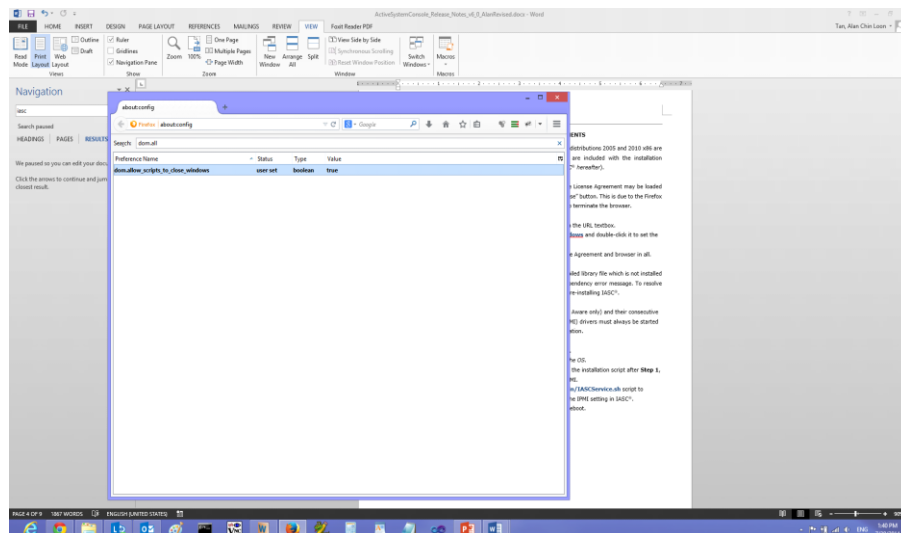 ActiveSystemConsole_Release_Notes_v6_0_AlanRevised.docx - Word
FILE HOME INSERT DESIGN PAGE LAYOUT REFERENCES MAILINGS REVIEW VIEW Foxit Reader PDF
Tan, Alan Chin Loon
Read Mode
Print Layout
Web Layout
Outline
Draft
Views
Ruler
Gridlines
Navigation Pane
Show
Zoom
100%
One Page
Multiple Pages
Page Width
Zoom
New Window
Arrange All
Split
View Side by Side
Synchronous Scrolling
Reset Window Position
Window
Switch Windows
Macros
Macros
Navigation
iasc
Search paused
HEADINGS PAGES RESULTS
We paused so you can edit your
Click the arrows to continue and
closest result.
about:config
Firefox about:config
Google
Search: dom.all
Preference Name Status Type Value
dom.allow_scripts_to_close_windows user set boolean true
ENTS
distributions 2005 and 2010 x86 are
are included with the installation
hereafter).
License Agreement may be loaded
button. This is due to the Firefox
terminate the browser.
the URL textbox.
and double-click it to set the
Agreement and browser in all.
library file which is not installed
error message. To resolve
re-installing IASC®.
Aware only) and their consecutive
drivers must always be started
the OS.
the installation script after Step 1,
/IASCService.sh script to
he IPMI setting in IASC®.
eboot.
PAGE 4 OF 9 1867 WORDS ENGLISH (UNITED STATES)
ENG 5:40 PM